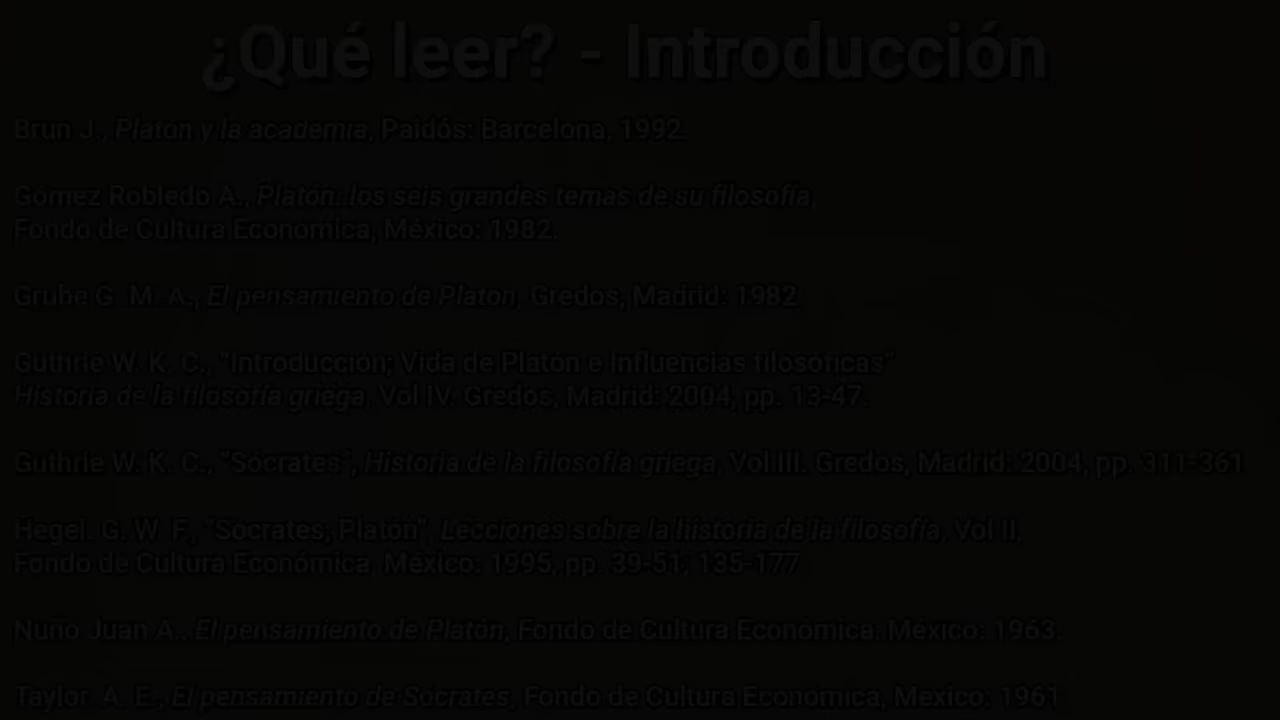 ¿Qué leer? - Introducción
Brun J., Platón y la academia, Paidós: Barcelona, 1992.
Gómez Robledo A., Platón: los seis grandes temas de su filosofía,
Fondo de Cultura Económica, México: 1982.
Grube G. M. A., El pensamiento de Platón, Gredos, Madrid: 1982
Guthrie W. K. C., "Introducción; Vida de Platón e Influencias filosóficas"
Historia de la filosofía griega, Vol IV. Gredos, Madrid: 2004, pp. 13-47.
Guthrie W. K. C., "Sócrates", Historia de la filosofía griega, Vol III. Gredos, Madrid: 2004, pp. 311-361
Hegel. G. W. F., "Sócrates, Platón", Lecciones sobre la historia de la filosofía, Vol II,
Fondo de Cultura Económica, México: 1995, pp. 39-51; 135-177.
Nuño Juan A., El pensamiento de Platón, Fondo de Cultura Económica. México: 1963.
Taylor. A. E., El pensamiento de Sócrates, Fondo de Cultura Económica, México: 1961.